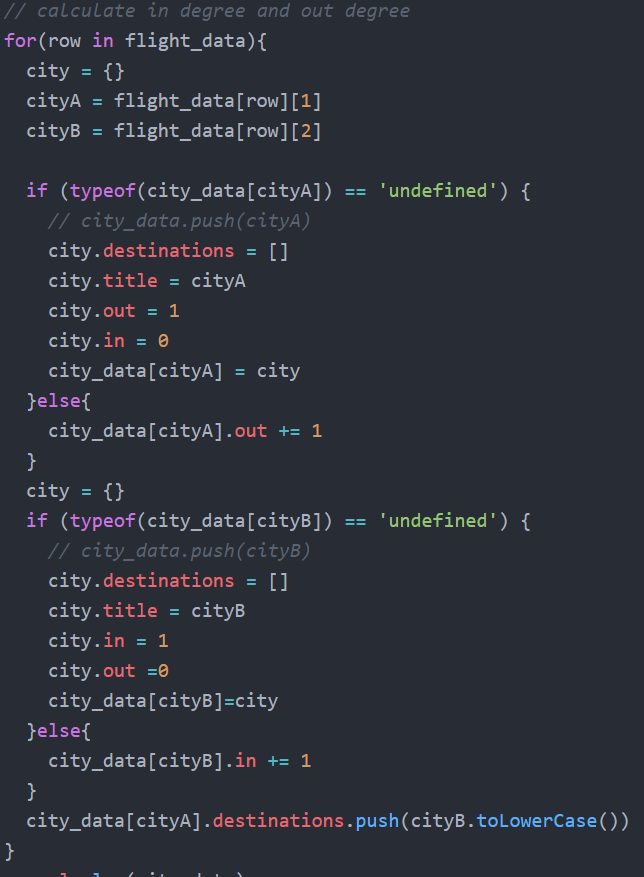 // calculate in degree and out degree
for(row in flight_data){
  city = {}
  cityA = flight_data[row][1]
  cityB = flight_data[row][2]

  if (typeof(city_data[cityA]) == 'undefined') {
    // city_data.push(cityA)
    city.destinations = []
    city.title = cityA
    city.out = 1
    city.in = 0
    city_data[cityA] = city
  }else{
    city_data[cityA].out += 1
  }
  city = {}
  if (typeof(city_data[cityB]) == 'undefined') {
    // city_data.push(cityB)
    city.destinations = []
    city.title = cityB
    city.in = 1
    city.out =0
    city_data[cityB]=city
  }else{
    city_data[cityB].in += 1
  }
  city_data[cityA].destinations.push(cityB.toLowerCase())
}